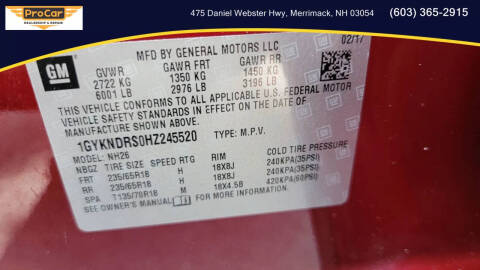 ProCar
DEALERSHIP & REPAIR
475 Daniel Webster Hwy, Merrimack, NH 03054
(603) 365-2915
GM
MFD BY GENERAL MOTORS LLC
02/17
GVWR GAWR FRT GAWR RR
2722 KG 1350 KG 1450 KG
6001 LB 2976 LB 3196 LB
THIS VEHICLE CONFORMS TO ALL APPLICABLE U.S. FEDERAL MOTOR
VEHICLE SAFETY STANDARDS IN EFFECT ON THE DATE OF
MANUFACTURE SHOWN ABOVE.
1GYKNDRS0HZ245520 TYPE: M.P.V.
MODEL: NH26
NBGZ TIRE SIZE SPEED RTG RIM COLD TIRE PRESSURE
FRT 235/65R18 H 18X8J 240KPA(35PSI)
RR 235/65R18 H 18X8J 240KPA(35PSI)
SPA T135/70R18 M 18X4.5B 420KPA(60PSI)
SEE OWNER'S MANUAL FOR MORE INFORMATION